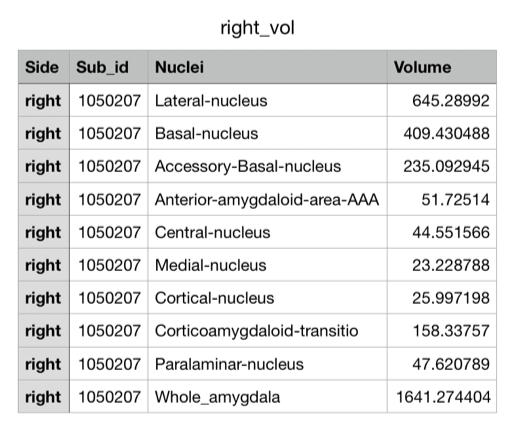 right_vol
Side Sub_id Nuclei Volume
right 1050207 Lateral-nucleus 645.28992
right 1050207 Basal-nucleus 409.430488
right 1050207 Accessory-Basal-nucleus 235.092945
right 1050207 Anterior-amygdaloid-area-AAA 51.72514
right 1050207 Central-nucleus 44.551566
right 1050207 Medial-nucleus 23.228788
right 1050207 Cortical-nucleus 25.997198
right 1050207 Corticoamygdaloid-transitio 158.33757
right 1050207 Paralaminar-nucleus 47.620789
right 1050207 Whole_amygdala 1641.274404